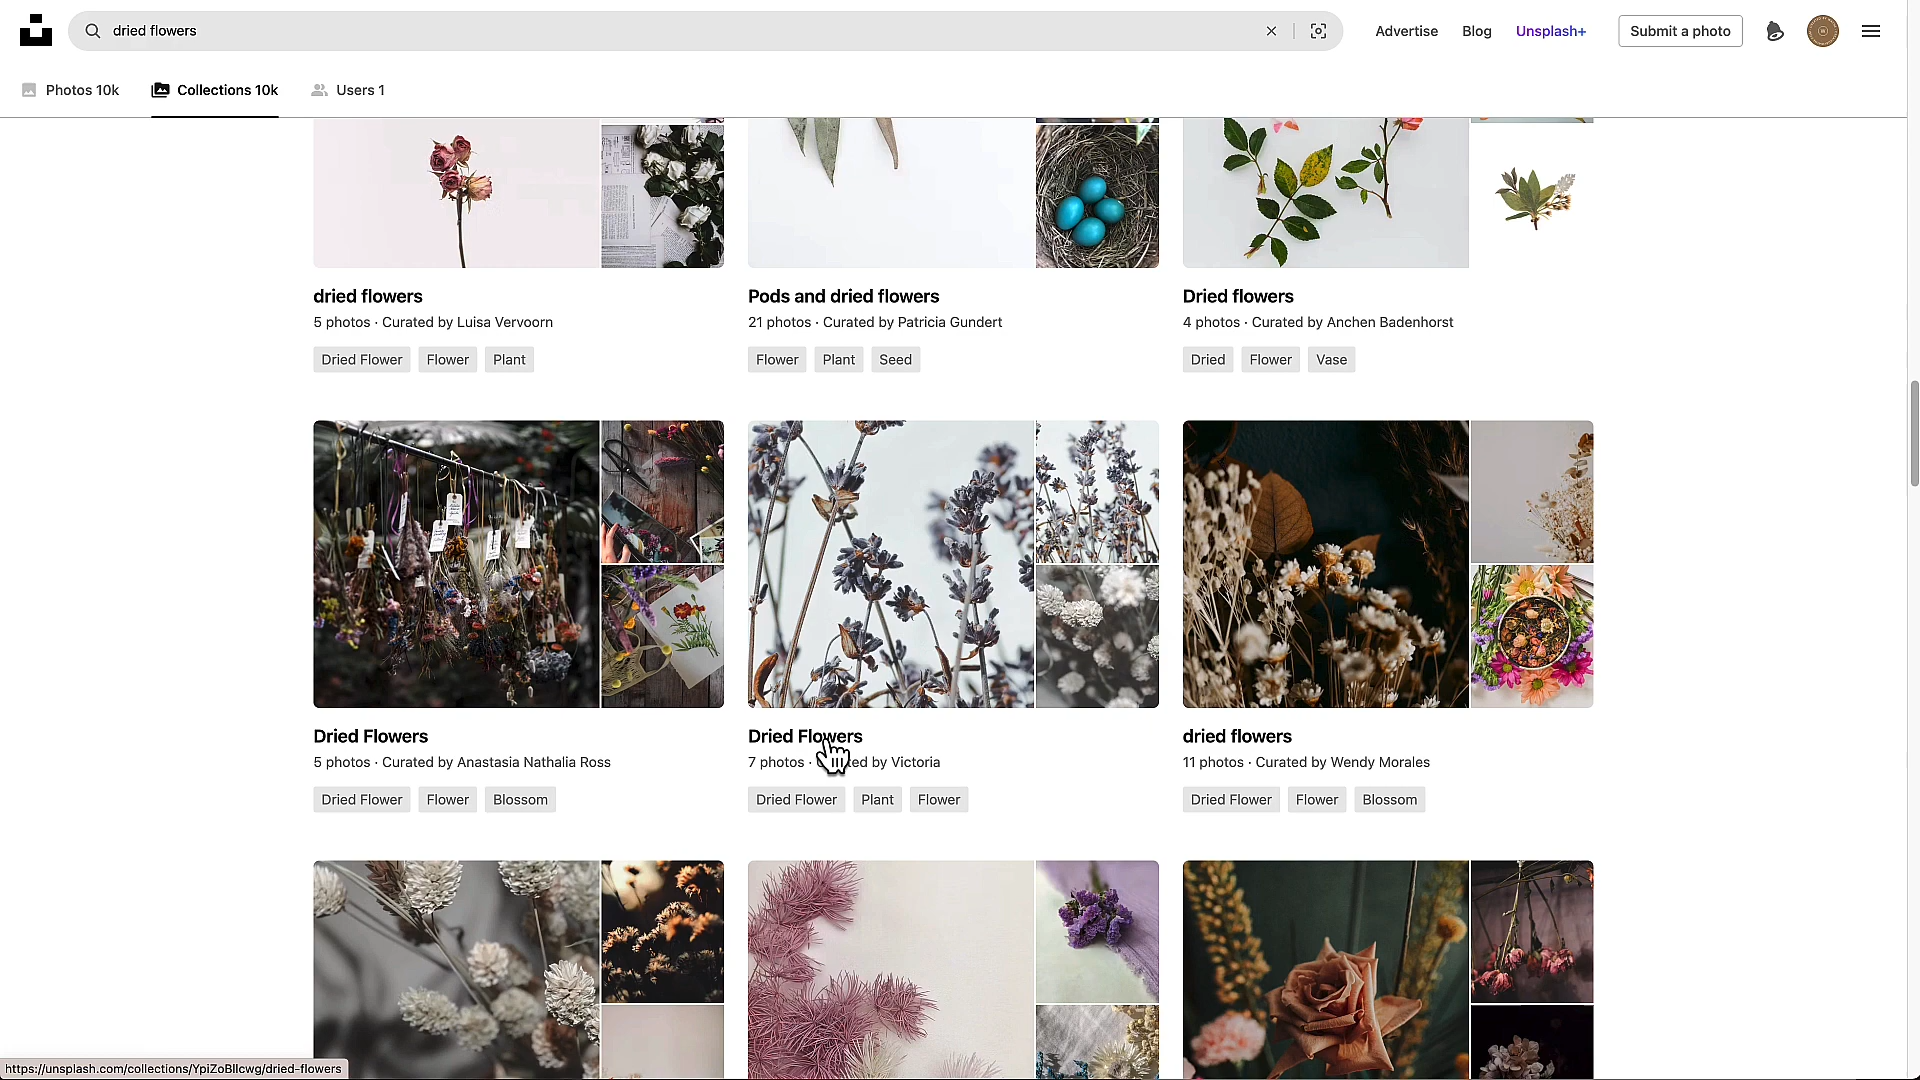 dried flowers
Advertise
Blog
Unsplash+
Submit a photo
Photos 10k
Collections 10k
Users 1
dried flowers
5 photos · Curated by Luisa Vervoorn
Dried Flower
Flower
Plant
Pods and dried flowers
21 photos · Curated by Patricia Gundert
Flower
Plant
Seed
Dried flowers
4 photos · Curated by Anchen Badenhorst
Dried
Flower
Vase
Dried Flowers
5 photos · Curated by Anastasia Nathalia Ross
Dried Flower
Flower
Blossom
Dried Flowers
7 photos · by Victoria
Dried Flower
Plant
Flower
dried flowers
11 photos · Curated by Wendy Morales
Dried Flower
Flower
Blossom
https://unsplash.com/collections/YpiZoBllcwg/dried-flowers